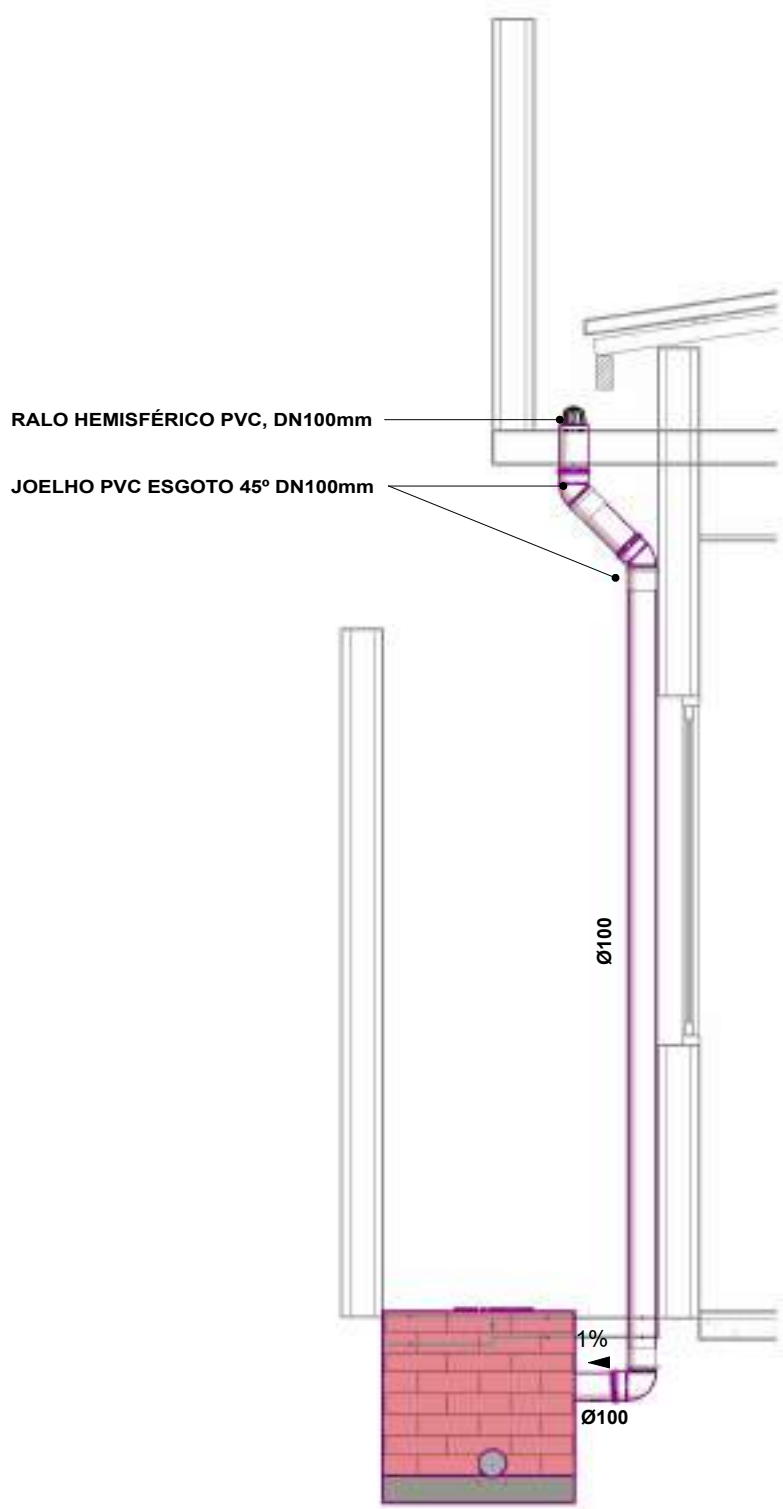 RALO HEMISFÉRICO PVC, DN100mm
JOELHO PVC ESGOTO 45º DN100mm
Ø100
1%
Ø100